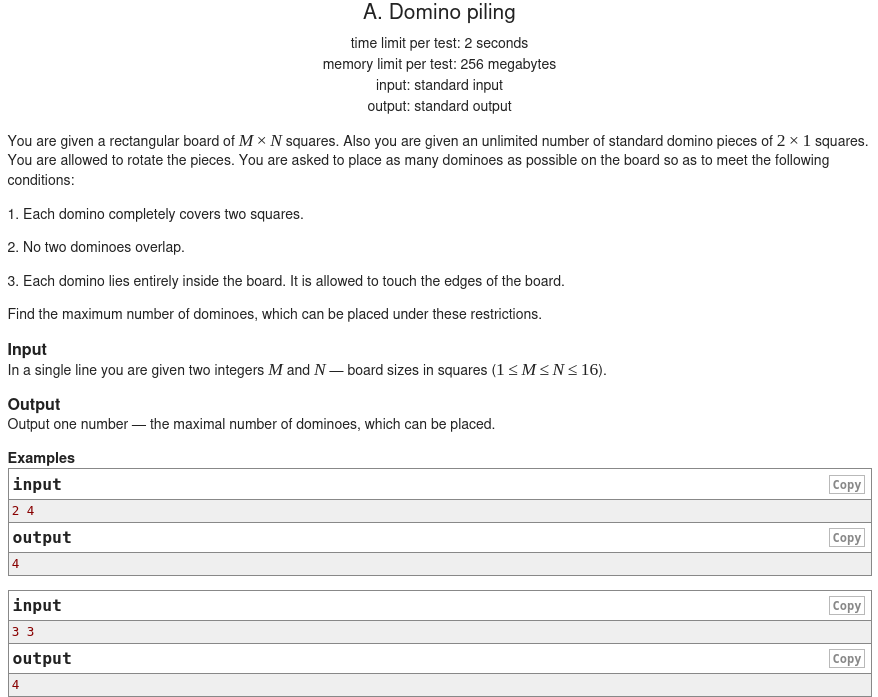 A. Domino piling
time limit per test: 2 seconds
memory limit per test: 256 megabytes
input: standard input
output: standard output
You are given a rectangular board of M × N squares. Also you are given an unlimited number of standard domino pieces of 2 × 1 squares.
You are allowed to rotate the pieces. You are asked to place as many dominoes as possible on the board so as to meet the following
conditions:
1. Each domino completely covers two squares.
2. No two dominoes overlap.
3. Each domino lies entirely inside the board. It is allowed to touch the edges of the board.
Find the maximum number of dominoes, which can be placed under these restrictions.
Input
In a single line you are given two integers M and N — board sizes in squares (1 ≤ M ≤ N ≤ 16).
Output
Output one number — the maximal number of dominoes, which can be placed.
Examples
input Copy
2 4
output Copy
4
input Copy
3 3
output Copy
4